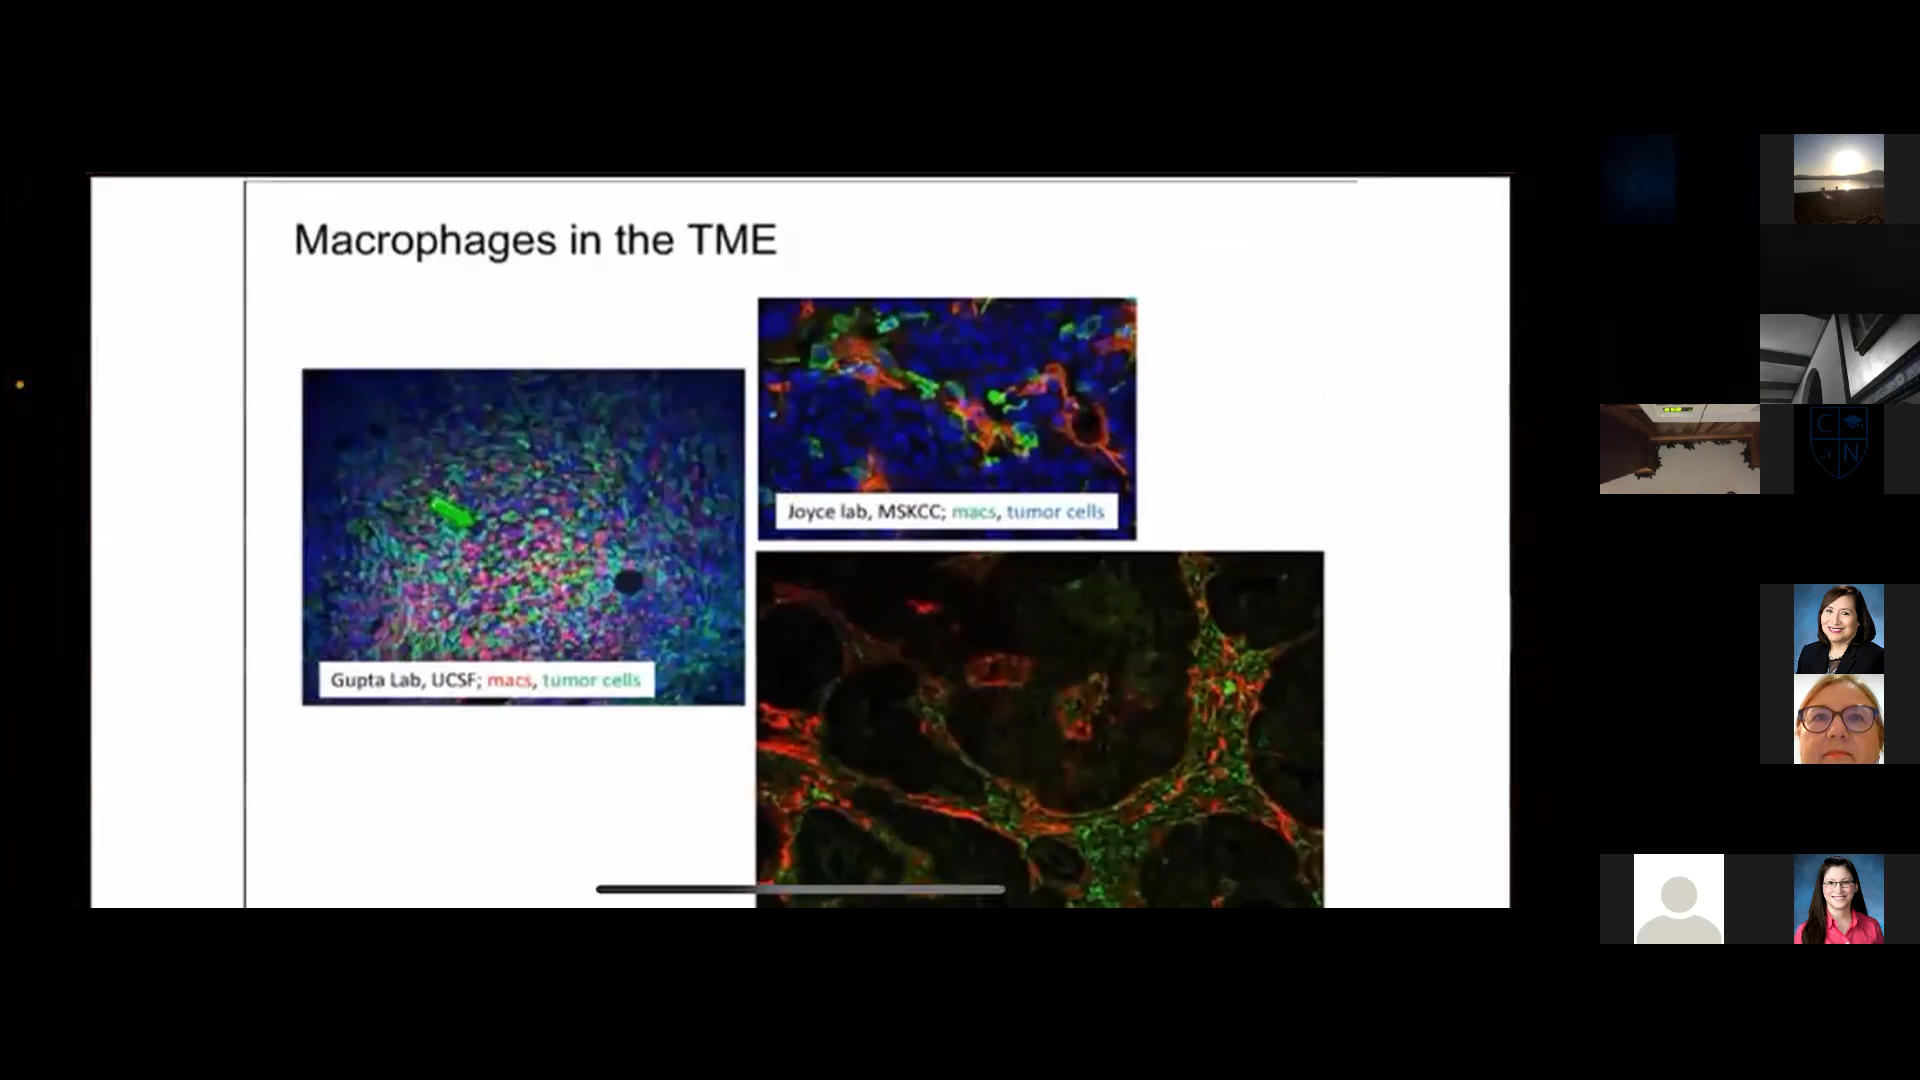 Macrophages in the TME
Joyce lab, MSKCC; macs, tumor cells
Gupta Lab, UCSF; macs, tumor cells
C
N